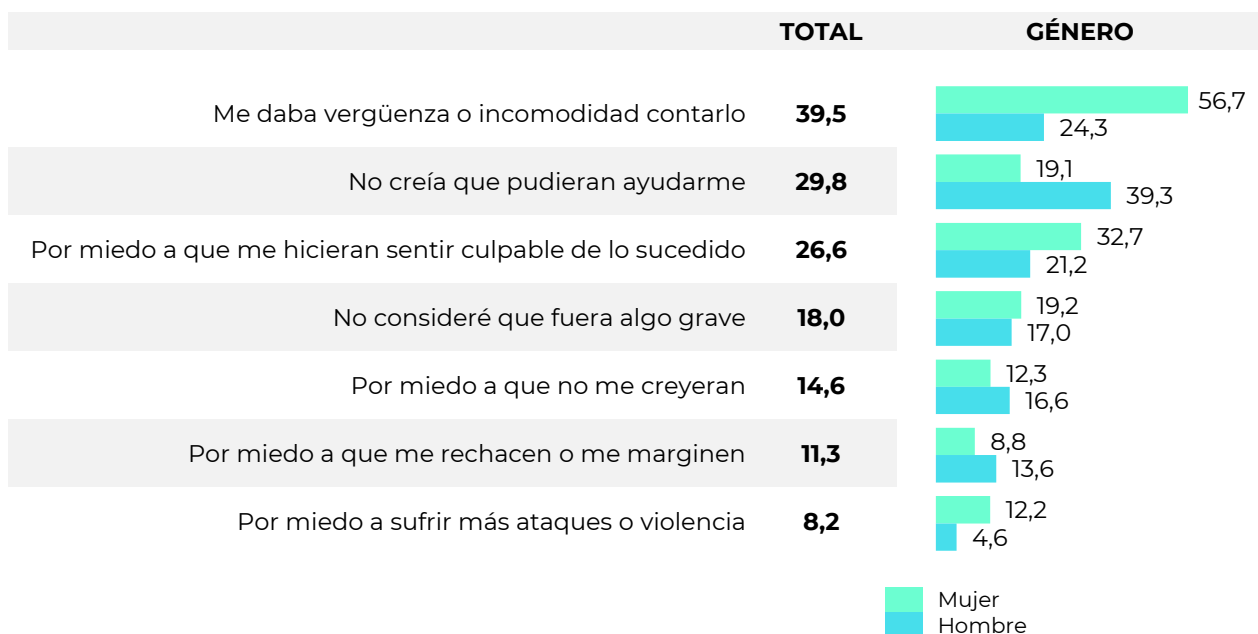 TOTAL GÉNERO
Me daba vergüenza o incomodidad contarlo 39,5 56,7
24,3
No creía que pudieran ayudarme 29,8 19,1
39,3
Por miedo a que me hicieran sentir culpable de lo sucedido 26,6 32,7
21,2
No consideré que fuera algo grave 18,0 19,2
17,0
Por miedo a que no me creyeran 14,6 12,3
16,6
Por miedo a que me rechacen o me marginen 11,3 8,8
13,6
Por miedo a sufrir más ataques o violencia 8,2 12,2
4,6
Mujer
Hombre